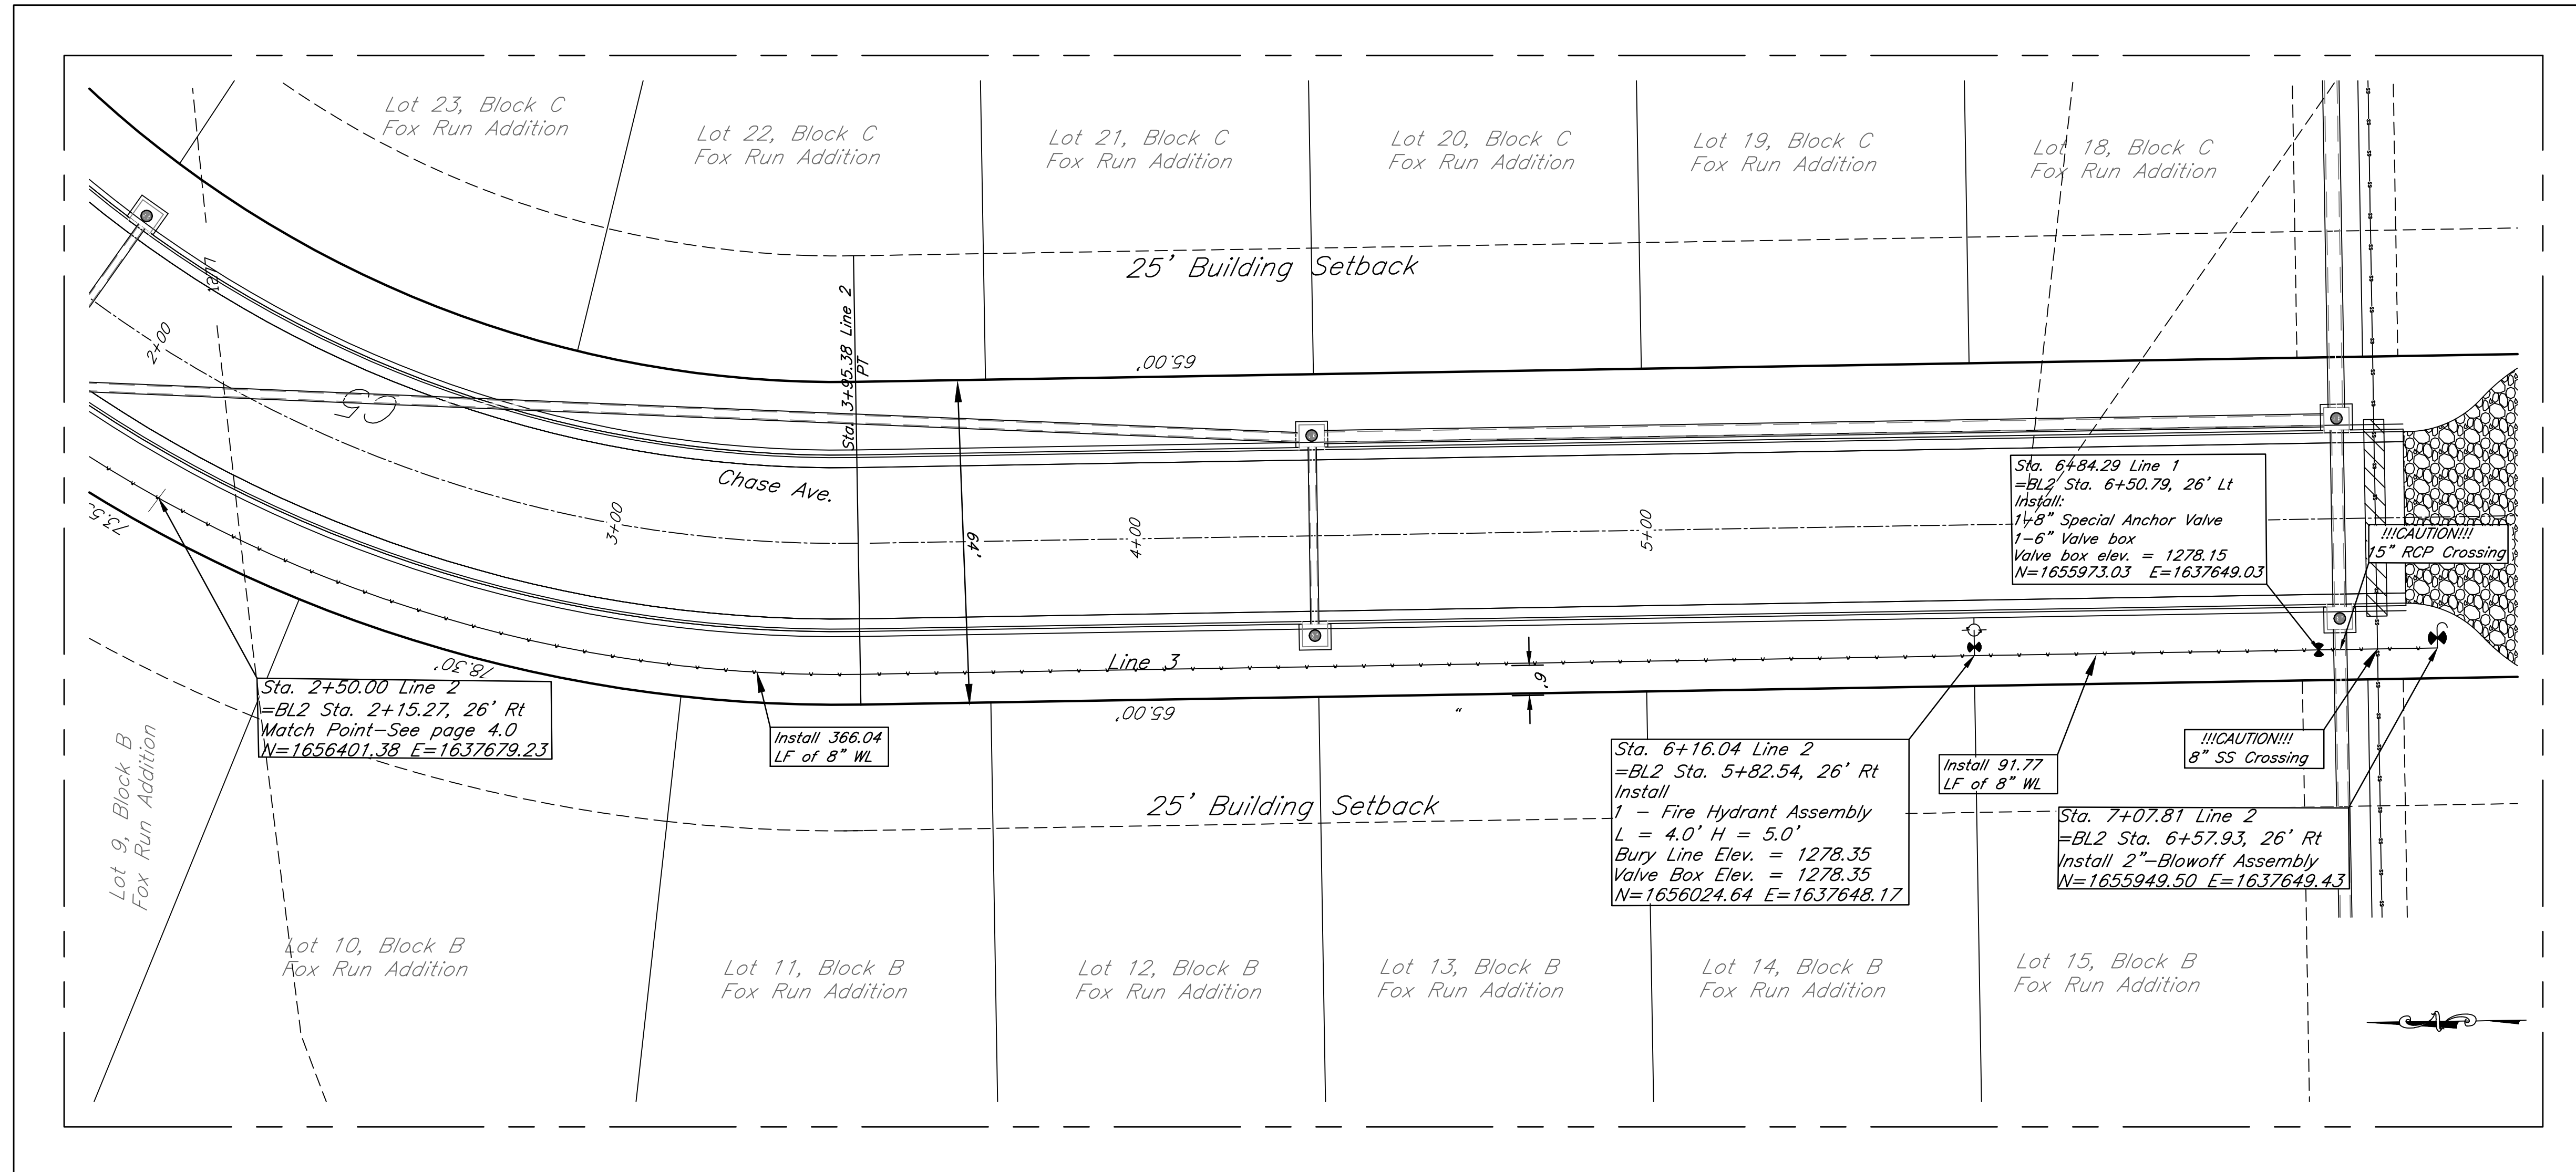 Lot 23, Block C
Fox Run Addition
Lot 22, Block C
Fox Run Addition
Lot 21, Block C
Fox Run Addition
Lot 20, Block C
Fox Run Addition
Lot 19, Block C
Fox Run Addition
Lot 18, Block C
Fox Run Addition
25' Building Setback
L121
2+00
C5
Sta. 3+95.38 Line 2
PT
65.00'
Chase Ave.
3+00
64'
4+00
5+00
Sta. 6+84.29 Line 1
=BL2 Sta. 6+50.79, 26' Lt
Install:
1-8" Special Anchor Valve
1-6" Valve box
Valve box elev. = 1278.15
N=1655973.03 E=1637649.03
!!!CAUTION!!!
15" RCP Crossing
73.5
78.30'
Line 3
6'
65.00'
"
Sta. 2+50.00 Line 2
=BL2 Sta. 2+15.27, 26' Rt
Match Point-See page 4.0
N=1656401.38 E=1637679.23
Install 366.04
LF of 8" WL
Sta. 6+16.04 Line 2
=BL2 Sta. 5+82.54, 26' Rt
Install
1 - Fire Hydrant Assembly
L = 4.0' H = 5.0'
Bury Line Elev. = 1278.35
Valve Box Elev. = 1278.35
N=1656024.64 E=1637648.17
Install 91.77
LF of 8" WL
!!!CAUTION!!!
8" SS Crossing
Sta. 7+07.81 Line 2
=BL2 Sta. 6+57.93, 26' Rt
Install 2"-Blowoff Assembly
N=1655949.50 E=1637649.43
25' Building Setback
Lot 9, Block B
Fox Run Addition
Lot 10, Block B
Fox Run Addition
Lot 11, Block B
Fox Run Addition
Lot 12, Block B
Fox Run Addition
Lot 13, Block B
Fox Run Addition
Lot 14, Block B
Fox Run Addition
Lot 15, Block B
Fox Run Addition